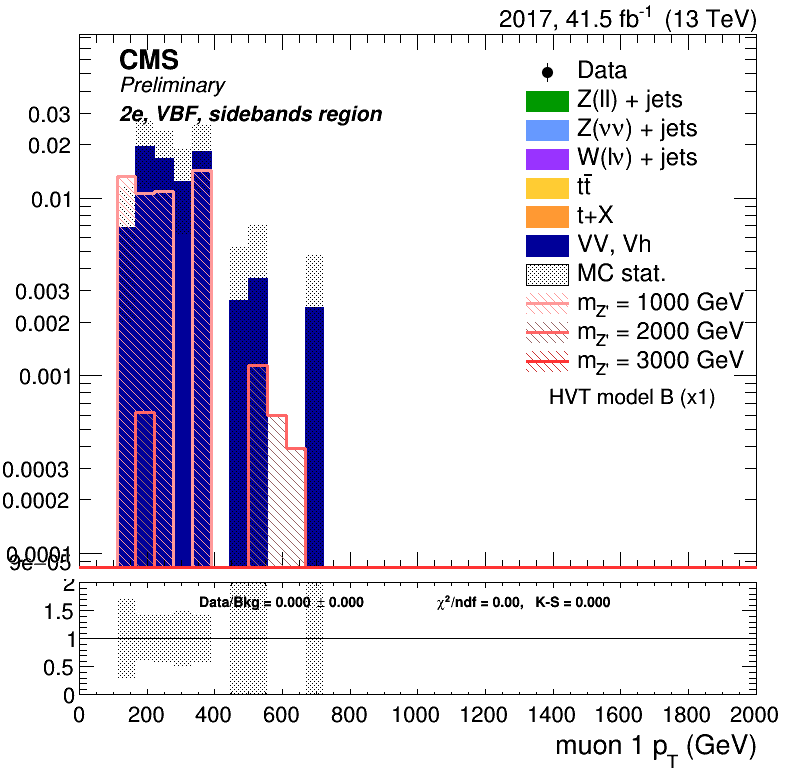 2017, 41.5 fb⁻¹ (13 TeV)
CMS
Preliminary
2e, VBF, sidebands region
Data
Z(ll) + jets
Z(νν) + jets
W(lν) + jets
tt̄
t+X
VV, Vh
MC stat.
m_Z' = 1000 GeV
m_Z' = 2000 GeV
m_Z' = 3000 GeV
HVT model B (x1)
0.03
0.02
0.01
0.003
0.002
0.001
0.0003
0.0002
0.0001
9e−05
Data/Bkg = 0.000 ± 0.000
χ²/ndf = 0.00, K-S = 0.000
2
1.5
1
0.5
0
0 200 400 600 800 1000 1200 1400 1600 1800 2000
muon 1 p_T (GeV)